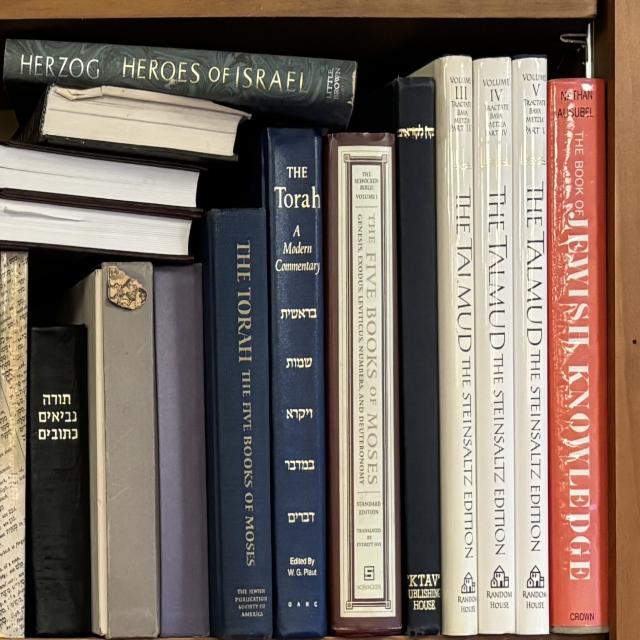 HERZOG HEROES OF ISRAEL LITTLE BROWN
תורה
נביאים
כתובים
THE TORAH THE FIVE BOOKS OF MOSES
THE JEWISH
PUBLICATION
SOCIETY OF
AMERICA
THE
Torah
A
Modern
Commentary
בראשית
שמות
ויקרא
במדבר
דברים
Edited By
W. G. Plaut
U A H C
THE
SCHOCKEN
BIBLE:
VOLUME I
THE FIVE BOOKS OF MOSES
GENESIS, EXODUS, LEVITICUS, NUMBERS, AND DEUTERONOMY
STANDARD
EDITION
TRANSLATED
BY
EVERETT FOX
S
SCHOCKEN
KTAV
PUBLISHING
HOUSE
VOLUME
III
TRACTATE
BAVA
METZIA
PART III
THE TALMUD THE STEINSALTZ EDITION
RANDOM
HOUSE
VOLUME
IV
TRACTATE
BAVA
METZIA
PART IV
THE TALMUD THE STEINSALTZ EDITION
RANDOM
HOUSE
VOLUME
V
TRACTATE
BAVA
METZIA
PART V
THE TALMUD THE STEINSALTZ EDITION
RANDOM
HOUSE
NATHAN
AUSUBEL
THE BOOK OF
JEWISH KNOWLEDGE
CROWN